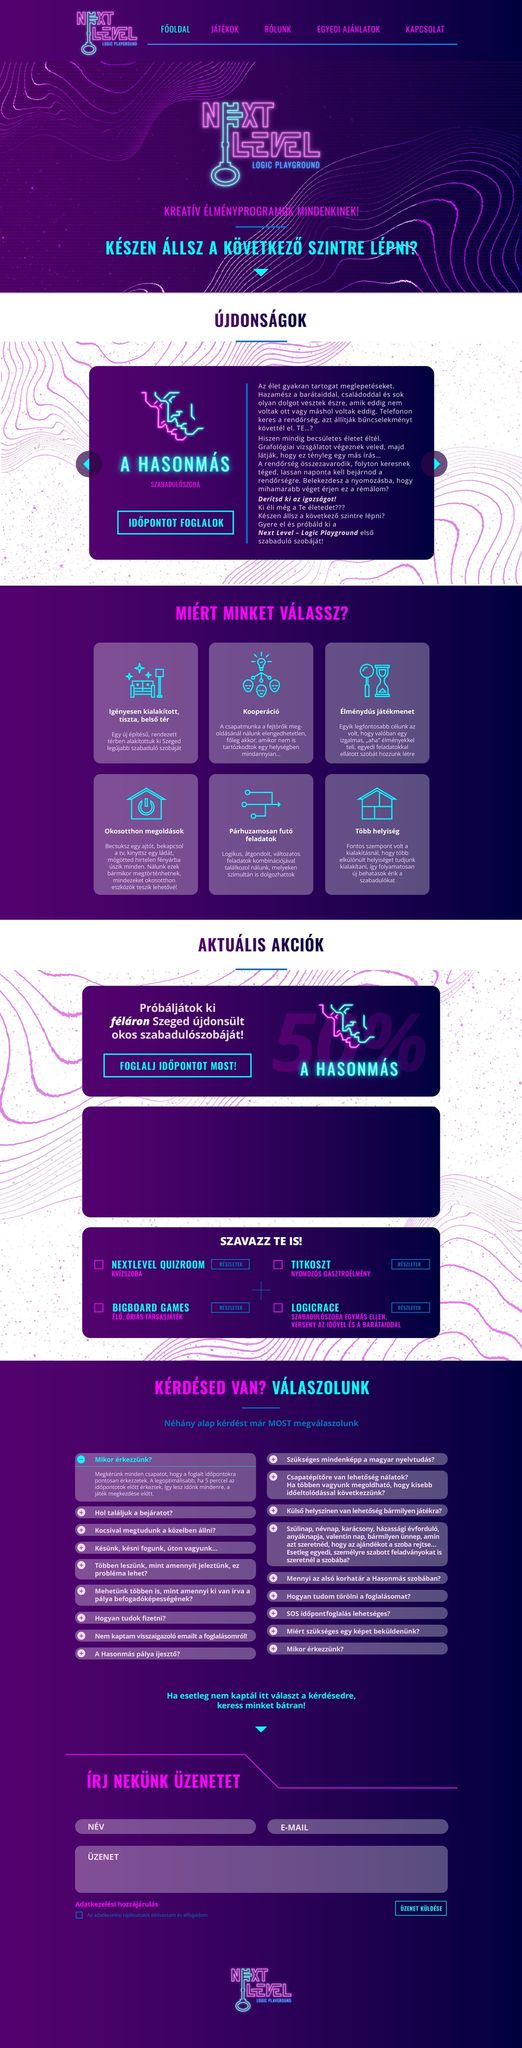 NEXT
LEVEL
LOGIC PLAYGROUND
FŐOLDAL
JÁTÉKOK
RÓLUNK
EGYEDI AJÁNLATOK
KAPCSOLAT
NEXT
LEVEL
LOGIC PLAYGROUND
KREATÍV ÉLMÉNYPROGRAMOK MINDENKINEK!
KÉSZEN ÁLLSZ A KÖVETKEZŐ SZINTRE LÉPNI?
ÚJDONSÁGOK
A HASONMÁS
SZABADULÓSZOBA
IDŐPONTOT FOGLALOK
Az élet gyakran tartogat meglepetéseket.
Hazamész a barátaiddal, családoddal és sok
olyan dolgot vesztek észre, amik eddig nem
voltak ott vagy máshol voltak eddig. Telefonon
keres a rendőrség, azt állítják bűncselekményt
követtél el. TE...?
Hiszen mindig becsületes életet éltél.
Grafológiai vizsgálatot végeznek veled, majd
látják, hogy ez tényleg egy más írás...
A rendőrség összezavarodik, folyton keresnek
téged, lassan naponta kell bejárnod a
rendőrségre. Belekezdesz a nyomozásba, hogy
mihamarabb véget érjen ez a rémálom?
Derítsd ki az igazságot!
Ki éli még a Te életedet???
Készen állsz a következő szintre lépni?
Gyere el és próbáld ki a
Next Level – Logic Playground első
szabaduló szobáját!
MIÉRT MINKET VÁLASSZ?
Igényesen kialakított,
tiszta, belső tér
Egy új építésű, rendezett
térben alakítottuk ki Szeged
legújabb szabaduló szobáját
Kooperáció
A csapatmunka a fejtörők meg-
oldásánál nálunk elengedhetetlen,
főleg akkor, amikor nem is
tartózkodtok egy helységben
mindannyian...
Élménydús játékmenet
Egyik legfontosabb célunk az
volt, hogy valóban egy
izgalmas, „aha” élményekkel
teli, egyedi feladatokkal
ellátott szobát hozzunk létre
Okosotthon megoldások
Becsuksz egy ajtót, bekapcsol
a tv, kinyitsz egy ládát,
mögötted hirtelen fényárba
úszik minden. Nálunk ezek
bármikor megtörténhetnek,
mindezeket okosotthon
eszközök teszik lehetővé!
Párhuzamosan futó
feladatok
Logikus, átgondolt, változatos
feladatok kombinációjával
találkozol nálunk, melyeken
szimultán is dolgozhattok
Több helyiség
Fontos szempont volt a
kialakításnál, hogy több
elkülönült helyiséget tudjunk
kialakítani, így folyamatosan
új behatások érik a
szabadulókat
AKTUÁLIS AKCIÓK
Próbáljátok ki
féláron Szeged újdonsült
okos szabadulószobáját!
FOGLALJ IDŐPONTOT MOST!
50%
A HASONMÁS
SZAVAZZ TE IS!
NEXTLEVEL QUIZROOM
KVÍZSZOBA
RÉSZLETEK
TITKOSZT
NYOMOZÓS GASZTROÉLMÉNY
RÉSZLETEK
BIGBOARD GAMES
ÉLŐ, ÓRIÁS TÁRSASJÁTÉK
RÉSZLETEK
LOGICRACE
SZABADULÓSZOBA EGYMÁS ELLEN,
VERSENY AZ IDŐVEL ÉS A BARÁTAIDDAL
RÉSZLETEK
KÉRDÉSED VAN? VÁLASZOLUNK
Néhány alap kérdést már MOST megválaszolunk
Mikor érkezzünk?
Megkérünk minden csapatot, hogy a foglalt időpontokra
pontosan érkezzetek. A legoptimálisabb, ha 5 perccel az
időpontotok előtt érkeztek, így lesz időnk mindenre, a
játék megkezdése előtt.
Hol találjuk a bejáratot?
Kocsival megtudunk a közelben állni?
Késünk, késni fogunk, úton vagyunk...
Többen leszünk, mint amennyit jeleztünk, ez
probléma lehet?
Mehetünk többen is, mint amennyi ki van írva a
pálya befogadóképességének?
Hogyan tudok fizetni?
Nem kaptam visszaigazoló emailt a foglalásomról!
A Hasonmás pálya ijesztő?
Szükséges mindenképp a magyar nyelvtudás?
Csapatépítőre van lehetőség nálatok?
Ha többen vagyunk megoldható, hogy kisebb
időeltolódással következzünk?
Külső helyszínen van lehetőség bármilyen játékra?
Szülinap, névnap, karácsony, házassági évforduló,
anyáknapja, valentin nap, bármilyen ünnep, amin
azt szeretnéd, hogy az ajándékot a szoba rejtse...
Esetleg egyedi, személyre szabott feladványokat is
szeretnél a szobába?
Mennyi az alsó korhatár a Hasonmás szobában?
Hogyan tudom törölni a foglalásomat?
SOS időpontfoglalás lehetséges?
Miért szükséges egy képet beküldenünk?
Mikor érkezzünk?
Ha esetleg nem kaptál itt választ a kérdésedre,
keress minket bátran!
ÍRJ NEKÜNK ÜZENETET
NÉV
E-MAIL
ÜZENET
Adatkezelési hozzájárulás
Az adatkezelési tájékoztatót elolvastam és elfogadom
ÜZENET KÜLDÉSE
NEXT
LEVEL
LOGIC PLAYGROUND